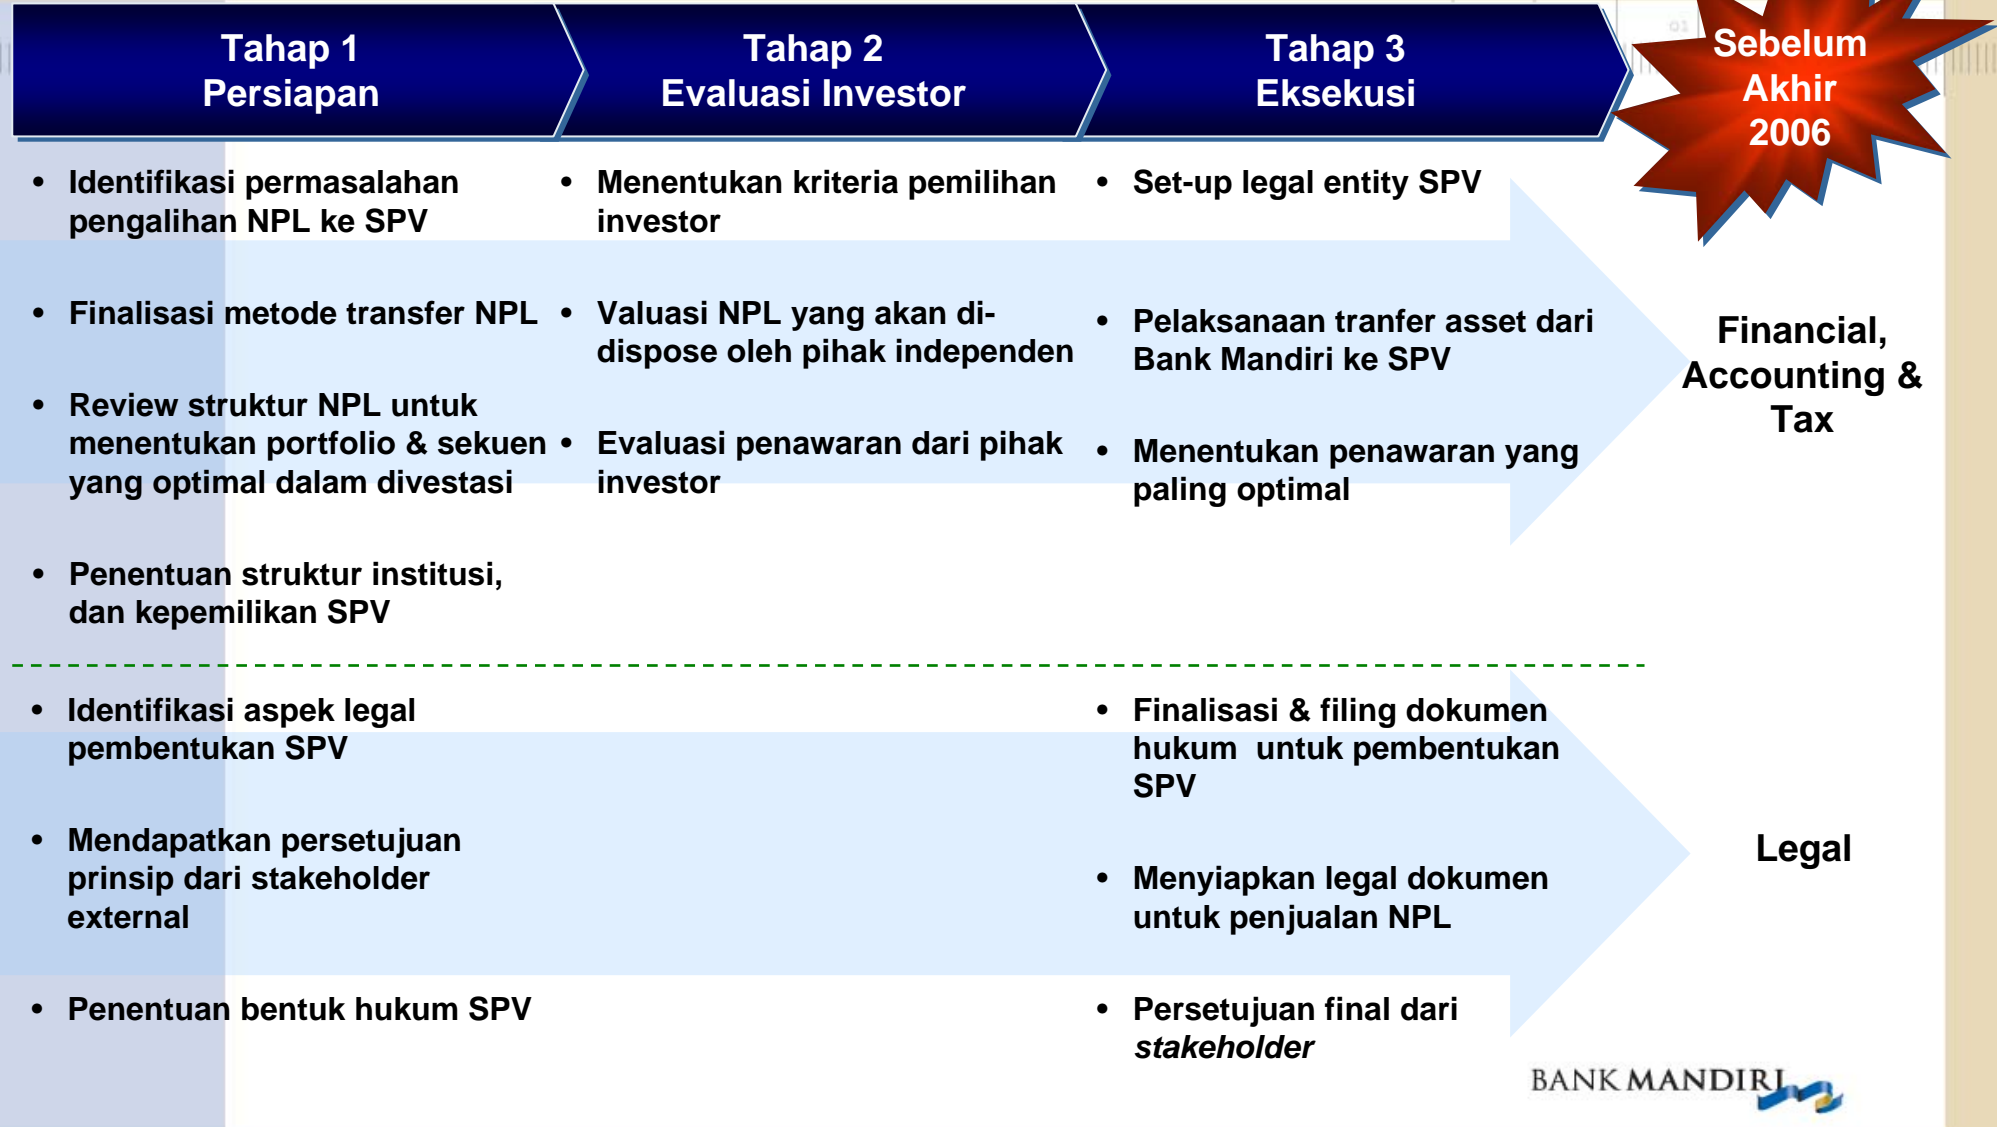 Tahap 1
Persiapan
Tahap 2
Evaluasi Investor
Tahap 3
Eksekusi
Sebelum
Akhir
2006
• Identifikasi permasalahan
pengalihan NPL ke SPV
• Finalisasi metode transfer NPL
• Review struktur NPL untuk
menentukan portfolio & sekuen
yang optimal dalam divestasi
• Penentuan struktur institusi,
dan kepemilikan SPV
• Menentukan kriteria pemilihan
investor
• Valuasi NPL yang akan di-
dispose oleh pihak independen
• Evaluasi penawaran dari pihak
investor
• Set-up legal entity SPV
• Pelaksanaan tranfer asset dari
Bank Mandiri ke SPV
• Menentukan penawaran yang
paling optimal
Financial,
Accounting &
Tax
• Identifikasi aspek legal
pembentukan SPV
• Mendapatkan persetujuan
prinsip dari stakeholder
external
• Penentuan bentuk hukum SPV
• Finalisasi & filing dokumen
hukum  untuk pembentukan
SPV
• Menyiapkan legal dokumen
untuk penjualan NPL
• Persetujuan final dari
stakeholder
Legal
BANK MANDIRI